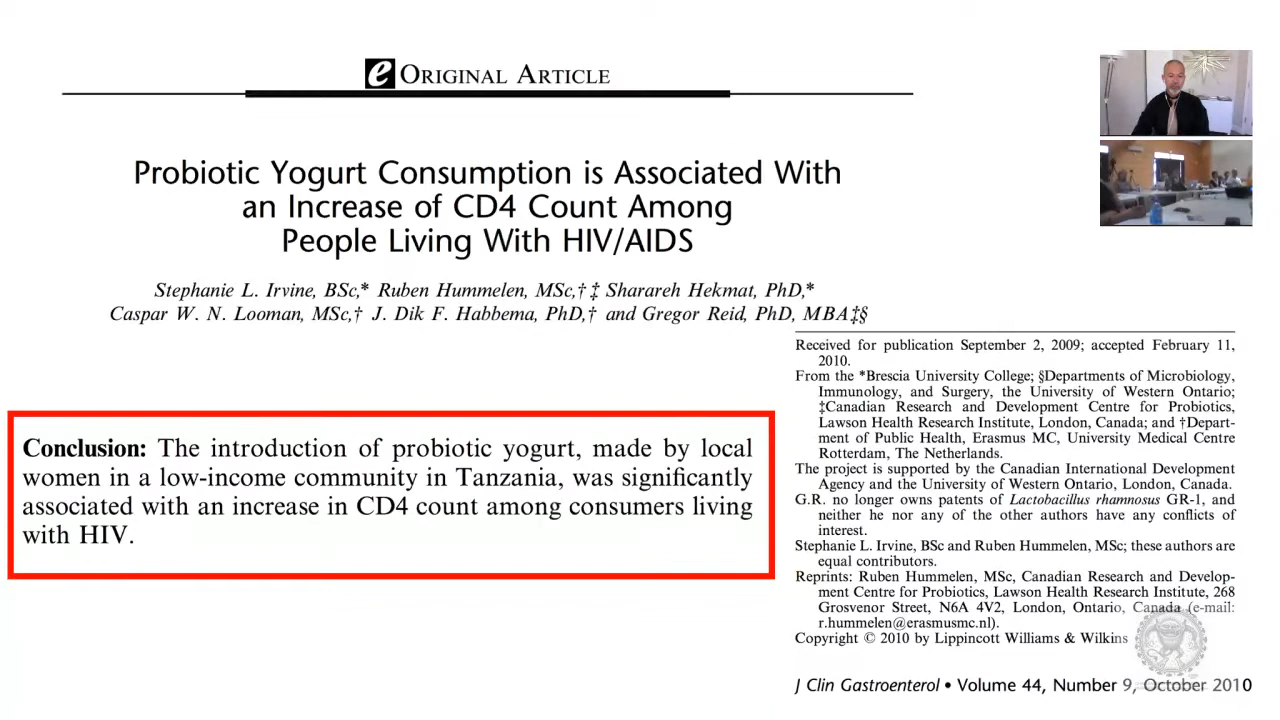 e ORIGINAL ARTICLE
Probiotic Yogurt Consumption is Associated With
an Increase of CD4 Count Among
People Living With HIV/AIDS
Stephanie L. Irvine, BSc,* Ruben Hummelen, MSc,†‡ Sharareh Hekmat, PhD,*
Caspar W. N. Looman, MSc,† J. Dik F. Habbema, PhD,† and Gregor Reid, PhD, MBA‡§
Conclusion: The introduction of probiotic yogurt, made by local
women in a low-income community in Tanzania, was significantly
associated with an increase in CD4 count among consumers living
with HIV.
Received for publication September 2, 2009; accepted February 11,
2010.
From the *Brescia University College; §Departments of Microbiology,
Immunology, and Surgery, the University of Western Ontario;
‡Canadian Research and Development Centre for Probiotics,
Lawson Health Research Institute, London, Canada; and †Depart-
ment of Public Health, Erasmus MC, University Medical Centre
Rotterdam, The Netherlands.
The project is supported by the Canadian International Development
Agency and the University of Western Ontario, London, Canada.
G.R. no longer owns patents of Lactobacillus rhamnosus GR-1, and
neither he nor any of the other authors have any conflicts of
interest.
Stephanie L. Irvine, BSc and Ruben Hummelen, MSc; these authors are
equal contributors.
Reprints: Ruben Hummelen, MSc, Canadian Research and Develop-
ment Centre for Probiotics, Lawson Health Research Institute, 268
Grosvenor Street, N6A 4V2, London, Ontario, Canada (e-mail:
r.hummelen@erasmusmc.nl).
Copyright © 2010 by Lippincott Williams & Wilkins
J Clin Gastroenterol • Volume 44, Number 9, October 2010